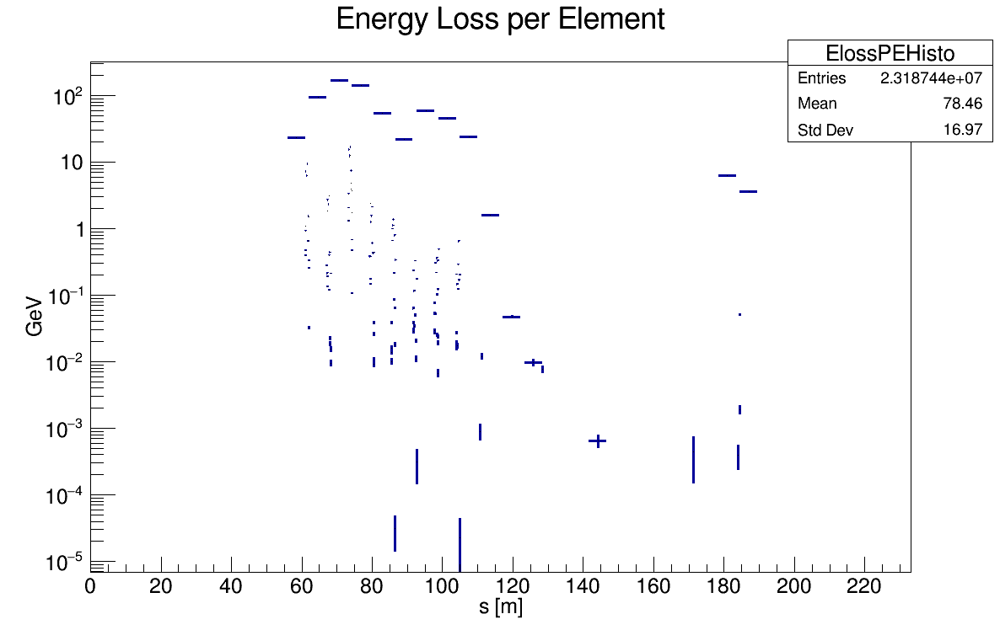 Energy Loss per Element
ElossPEHisto
Entries 2.318744e+07
Mean 78.46
Std Dev 16.97
GeV
10²
10
1
10⁻¹
10⁻²
10⁻³
10⁻⁴
10⁻⁵
0 20 40 60 80 100 120 140 160 180 200 220
s [m]